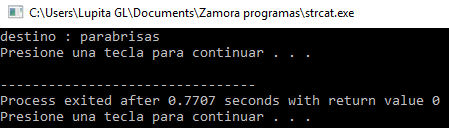 C:\Users\Lupita GL\Documents\Zamora programas\strcat.exe
destino : parabrisas
Presione una tecla para continuar . . .
--------------------------------
Process exited after 0.7707 seconds with return value 0
Presione una tecla para continuar . . .